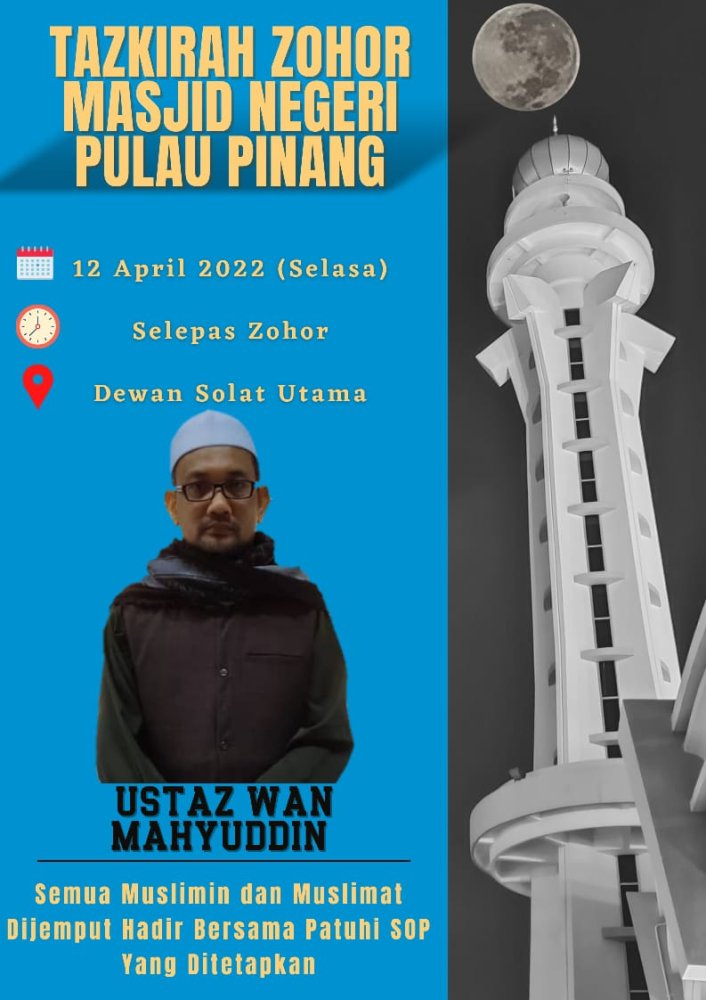 TAZKIRAH ZOHOR
MASJID NEGERI
PULAU PINANG
12 April 2022 (Selasa)
Selepas Zohor
Dewan Solat Utama
USTAZ WAN
MAHYUDDIN
Semua Muslimin dan Muslimat
Dijemput Hadir Bersama Patuhi SOP
Yang Ditetapkan